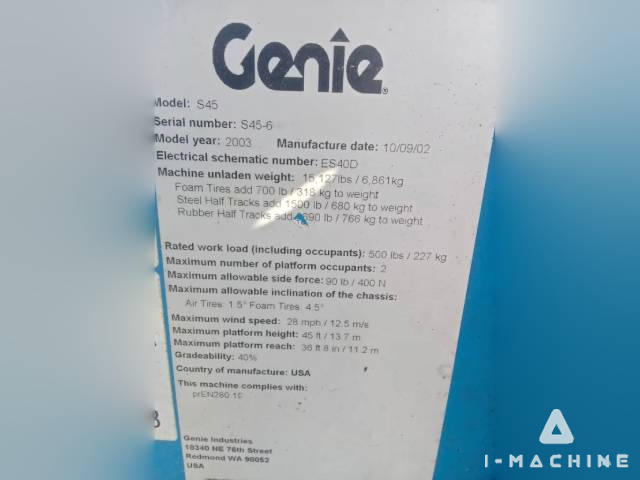 Genie
Model: S45
Serial number: S45-6
Model year: 2003 Manufacture date: 10/09/02
Electrical schematic number: ES40D
Machine unladen weight: 15,127lbs / 6,861kg
Foam Tires add 700 lb / 318 kg to weight
Steel Half Tracks add 1500 lb / 680 kg to weight
Rubber Half Tracks add 690 lb / 766 kg to weight
Rated work load (including occupants): 500 lbs / 227 kg
Maximum number of platform occupants: 2
Maximum allowable side force: 90 lb / 400 N
Maximum allowable inclination of the chassis:
Air Tires: 1.5° Foam Tires: 4.5°
Maximum wind speed: 28 mph / 12.5 m/s
Maximum platform height: 45 ft / 13.7 m
Maximum platform reach: 36 ft 8 in / 11.2 m
Gradeability: 40%
Country of manufacture: USA
This machine complies with:
prEN280:1
Genie Industries
18340 NE 76th Street
Redmond WA 98052
USA
I-MACHINE